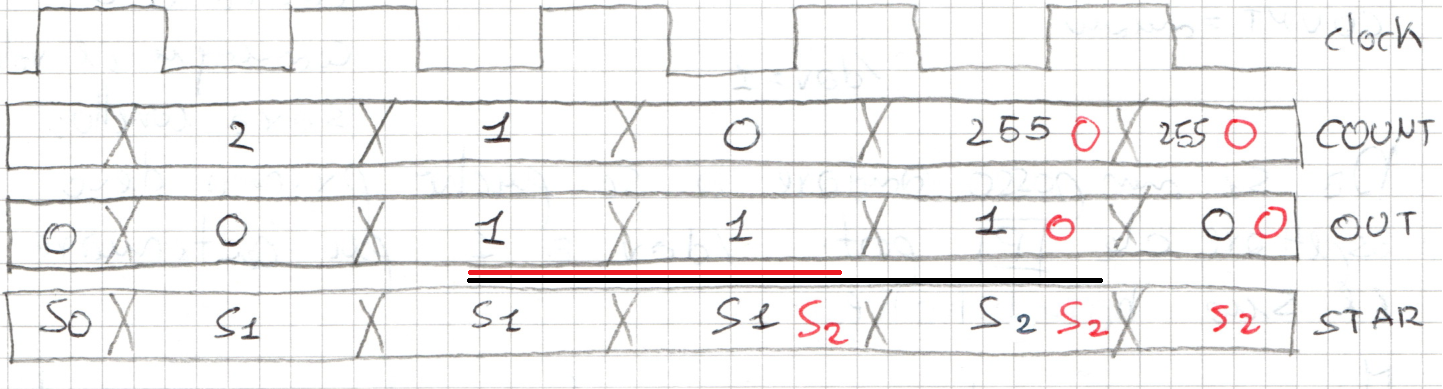 clock
2 1 0 255 0 255 0 COUNT
0 0 1 1 1 0 0 0 OUT
S0 S1 S1 S1 S2 S2 S2 S2 STAR